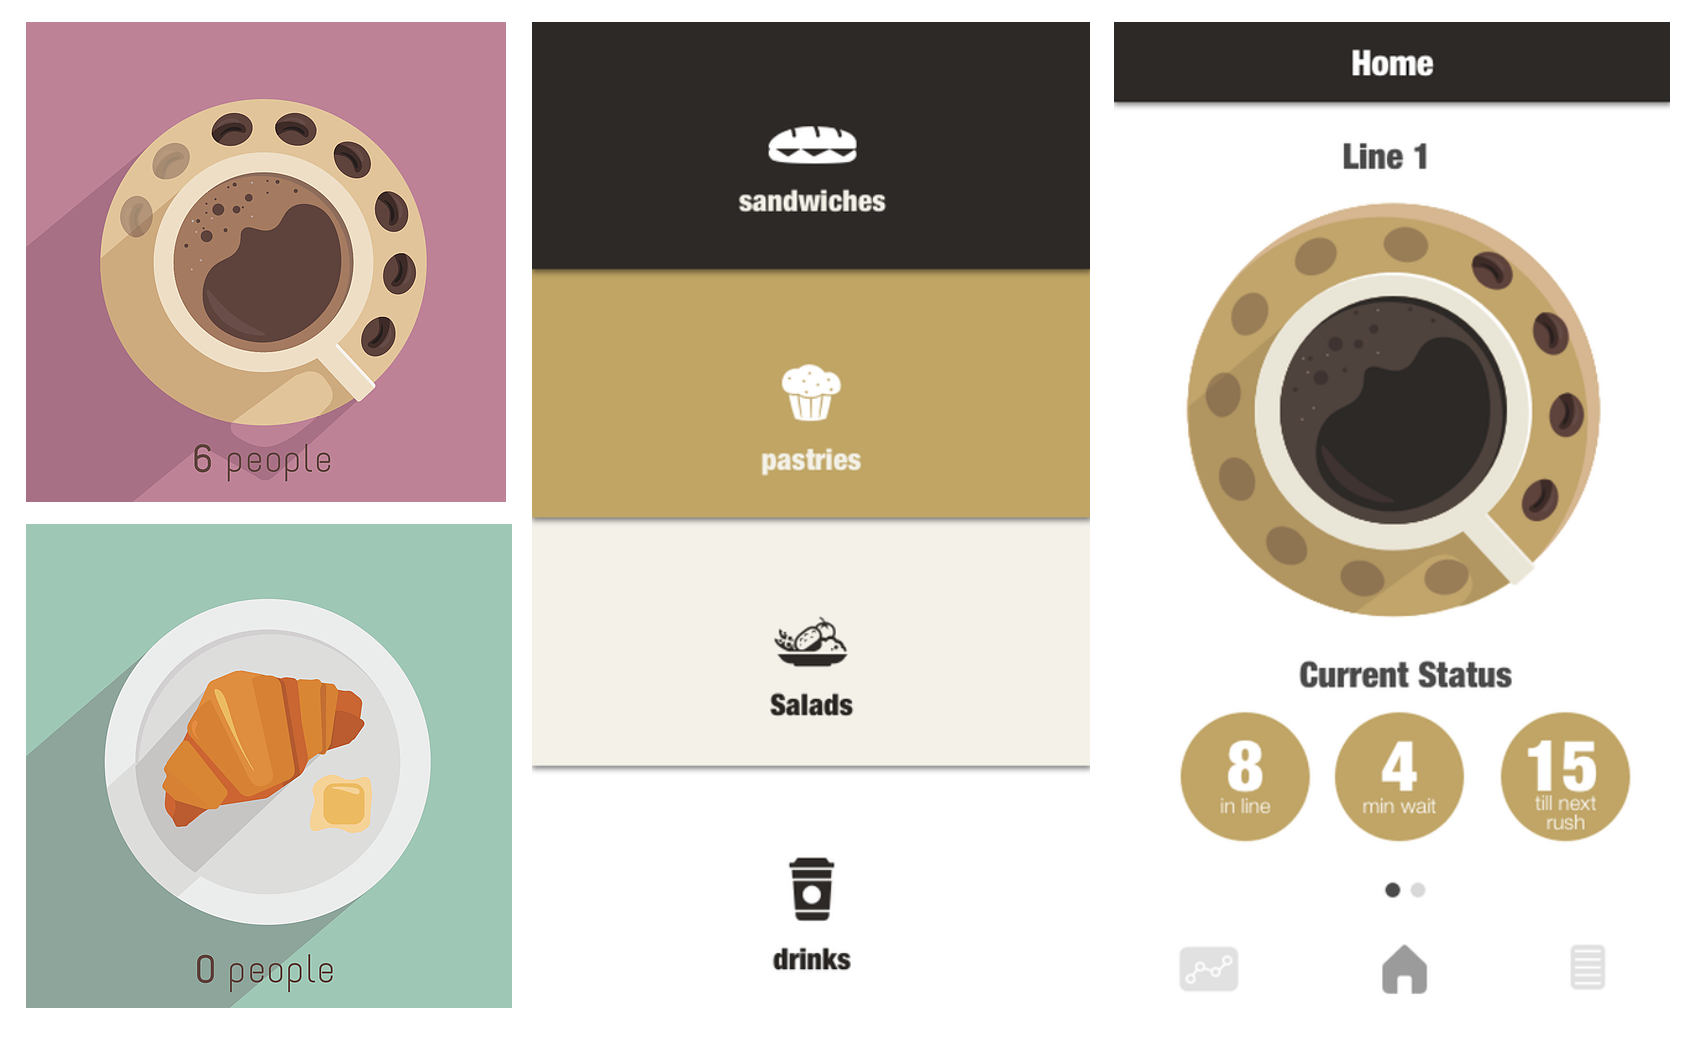 6 people
0 people
sandwiches
pastries
Salads
drinks
Home
Line 1
Current Status
8
in line
4
min wait
15
till next
rush